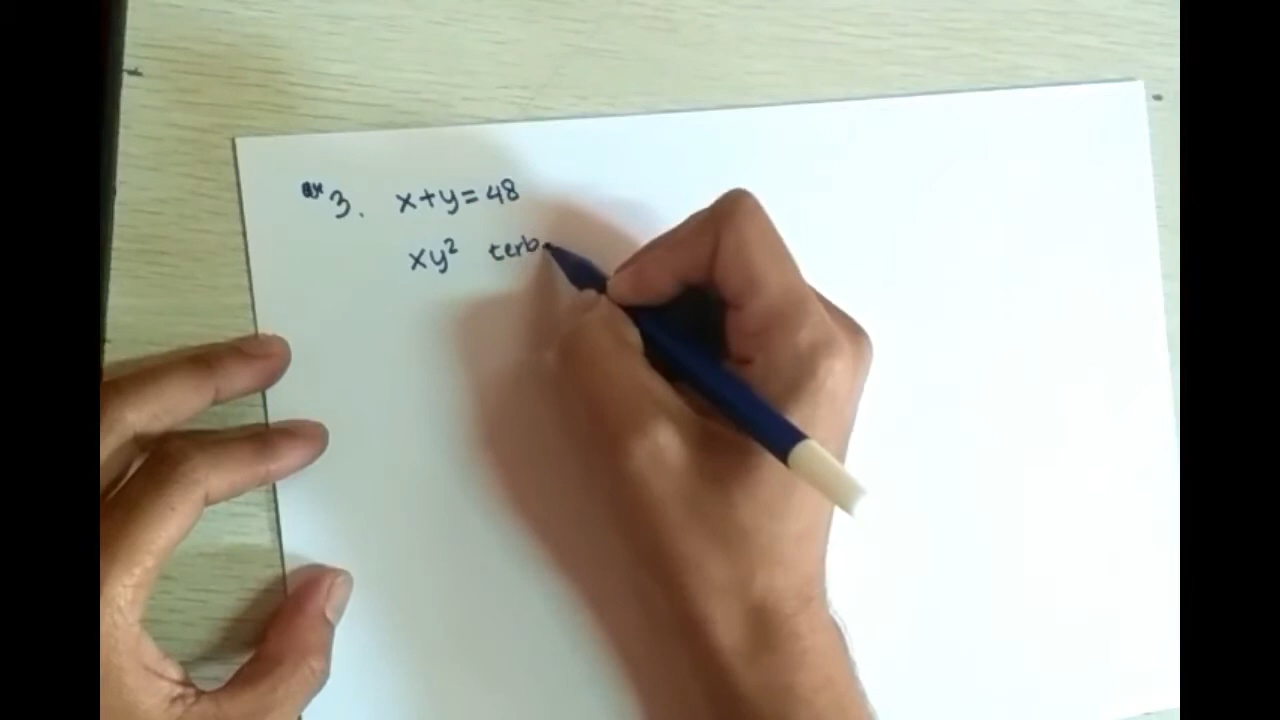 3. x+y=48
xy² terb